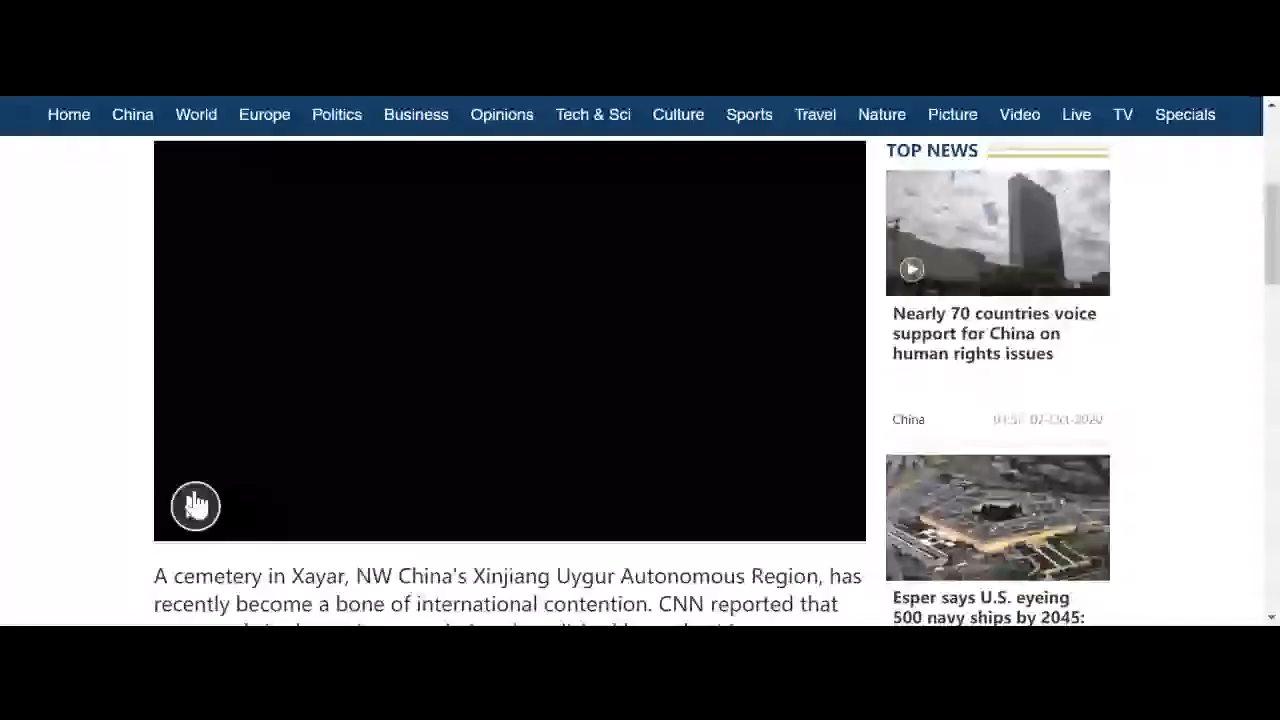 Home China World Europe Politics Business Opinions Tech & Sci Culture Sports Travel Nature Picture Video Live TV Specials
TOP NEWS
Nearly 70 countries voice
support for China on
human rights issues
China 07-Oct-2020
Esper says U.S. eyeing
500 navy ships by 2045:
A cemetery in Xayar, NW China's Xinjiang Uygur Autonomous Region, has
recently become a bone of international contention. CNN reported that